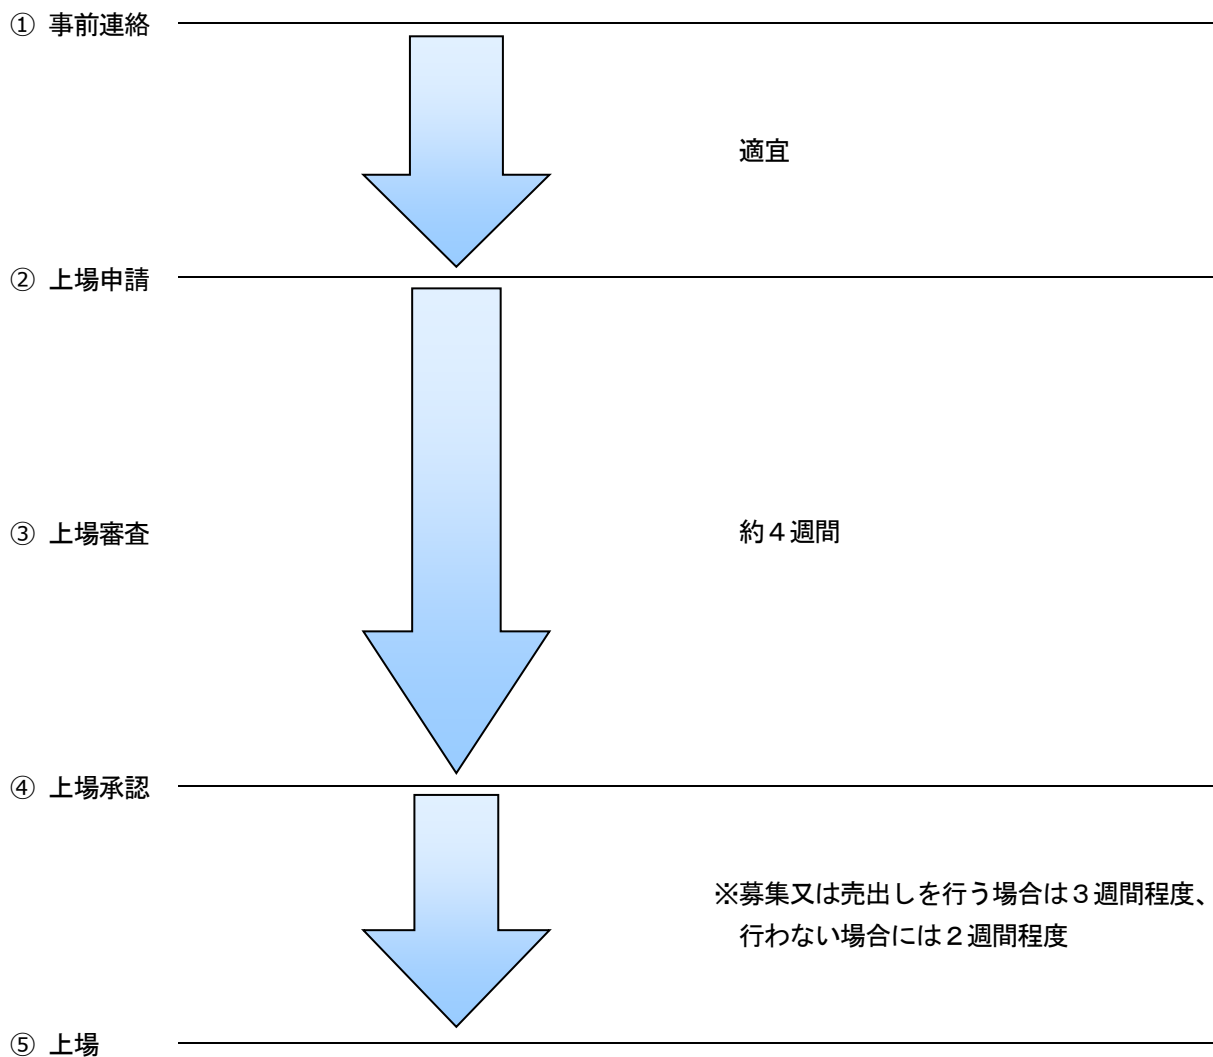 ① 事前連絡
適宜
② 上場申請
③ 上場審査
約４週間
④ 上場承認
※募集又は売出しを行う場合は３週間程度、
行わない場合には２週間程度
⑤ 上場